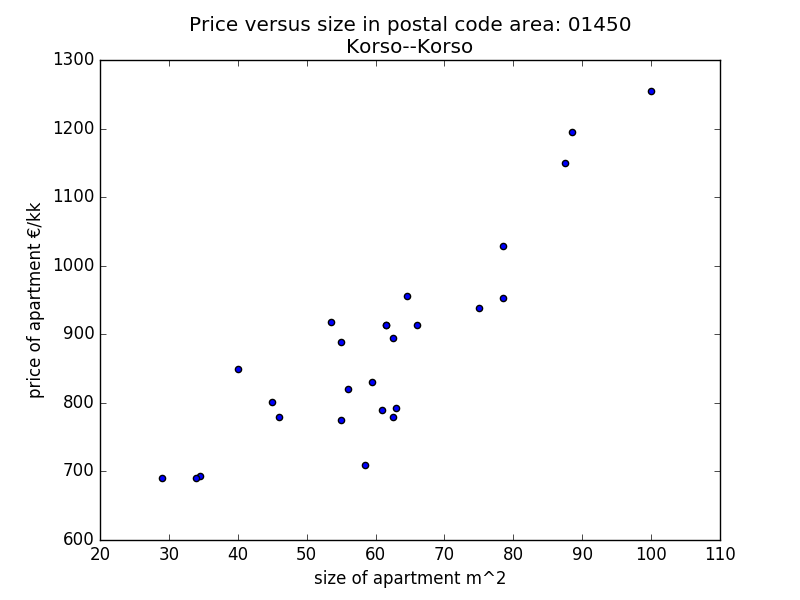 Price versus size in postal code area: 01450
Korso--Korso
1300
1200
1100
1000
900
800
700
600
price of apartment €/kk
20 30 40 50 60 70 80 90 100 110
size of apartment m^2